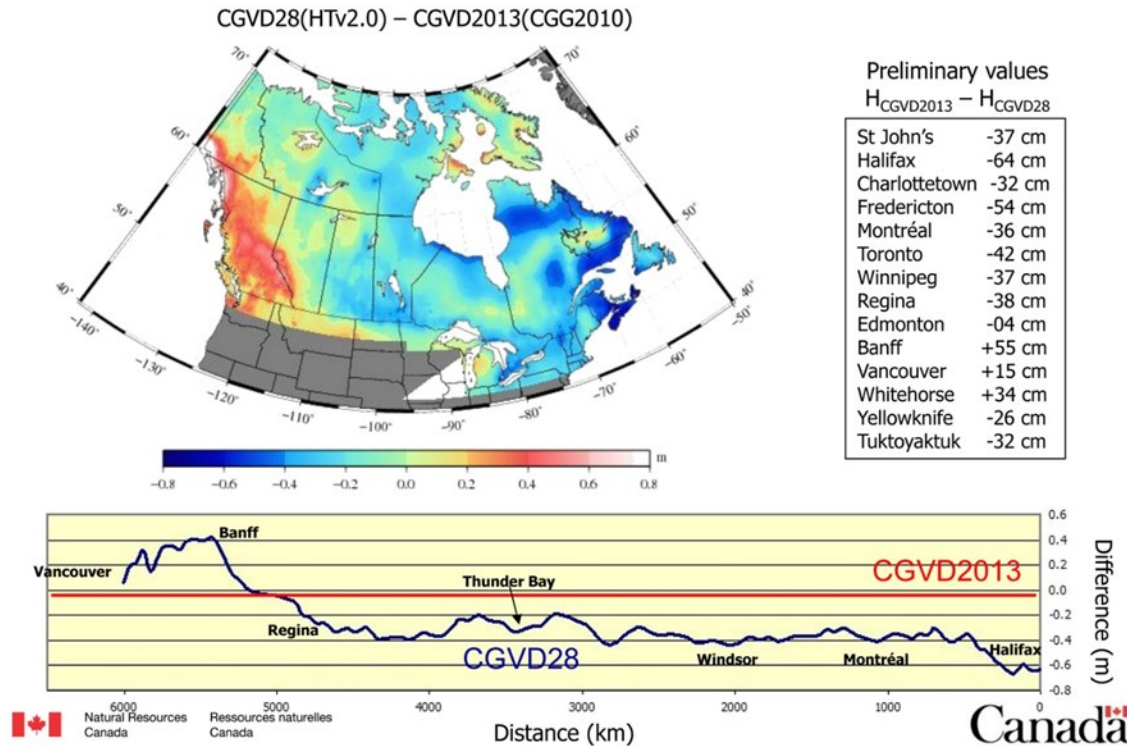 CGVD28(HTv2.0) – CGVD2013(CGG2010)
70˚
60˚
50˚
40˚
−140˚
−130˚
−120˚
−110˚
−100˚
−90˚
−80˚
−70˚
−60˚
−50˚
40˚
50˚
60˚
70˚
−0.8 −0.6 −0.4 −0.2 0.0 0.2 0.4 0.6 0.8
m
Preliminary values
HCGVD2013 – HCGVD28
St John's -37 cm
Halifax -64 cm
Charlottetown -32 cm
Fredericton -54 cm
Montréal -36 cm
Toronto -42 cm
Winnipeg -37 cm
Regina -38 cm
Edmonton -04 cm
Banff +55 cm
Vancouver +15 cm
Whitehorse +34 cm
Yellowknife -26 cm
Tuktoyaktuk -32 cm
Vancouver
Banff
Regina
Thunder Bay
CGVD28
Windsor
Montréal
Halifax
CGVD2013
0.6
0.4
0.2
0.0
-0.2
-0.4
-0.6
-0.8
Difference (m)
6000 5000 4000 3000 2000 1000 0
Distance (km)
Natural Resources Ressources naturelles
Canada Canada
Canada